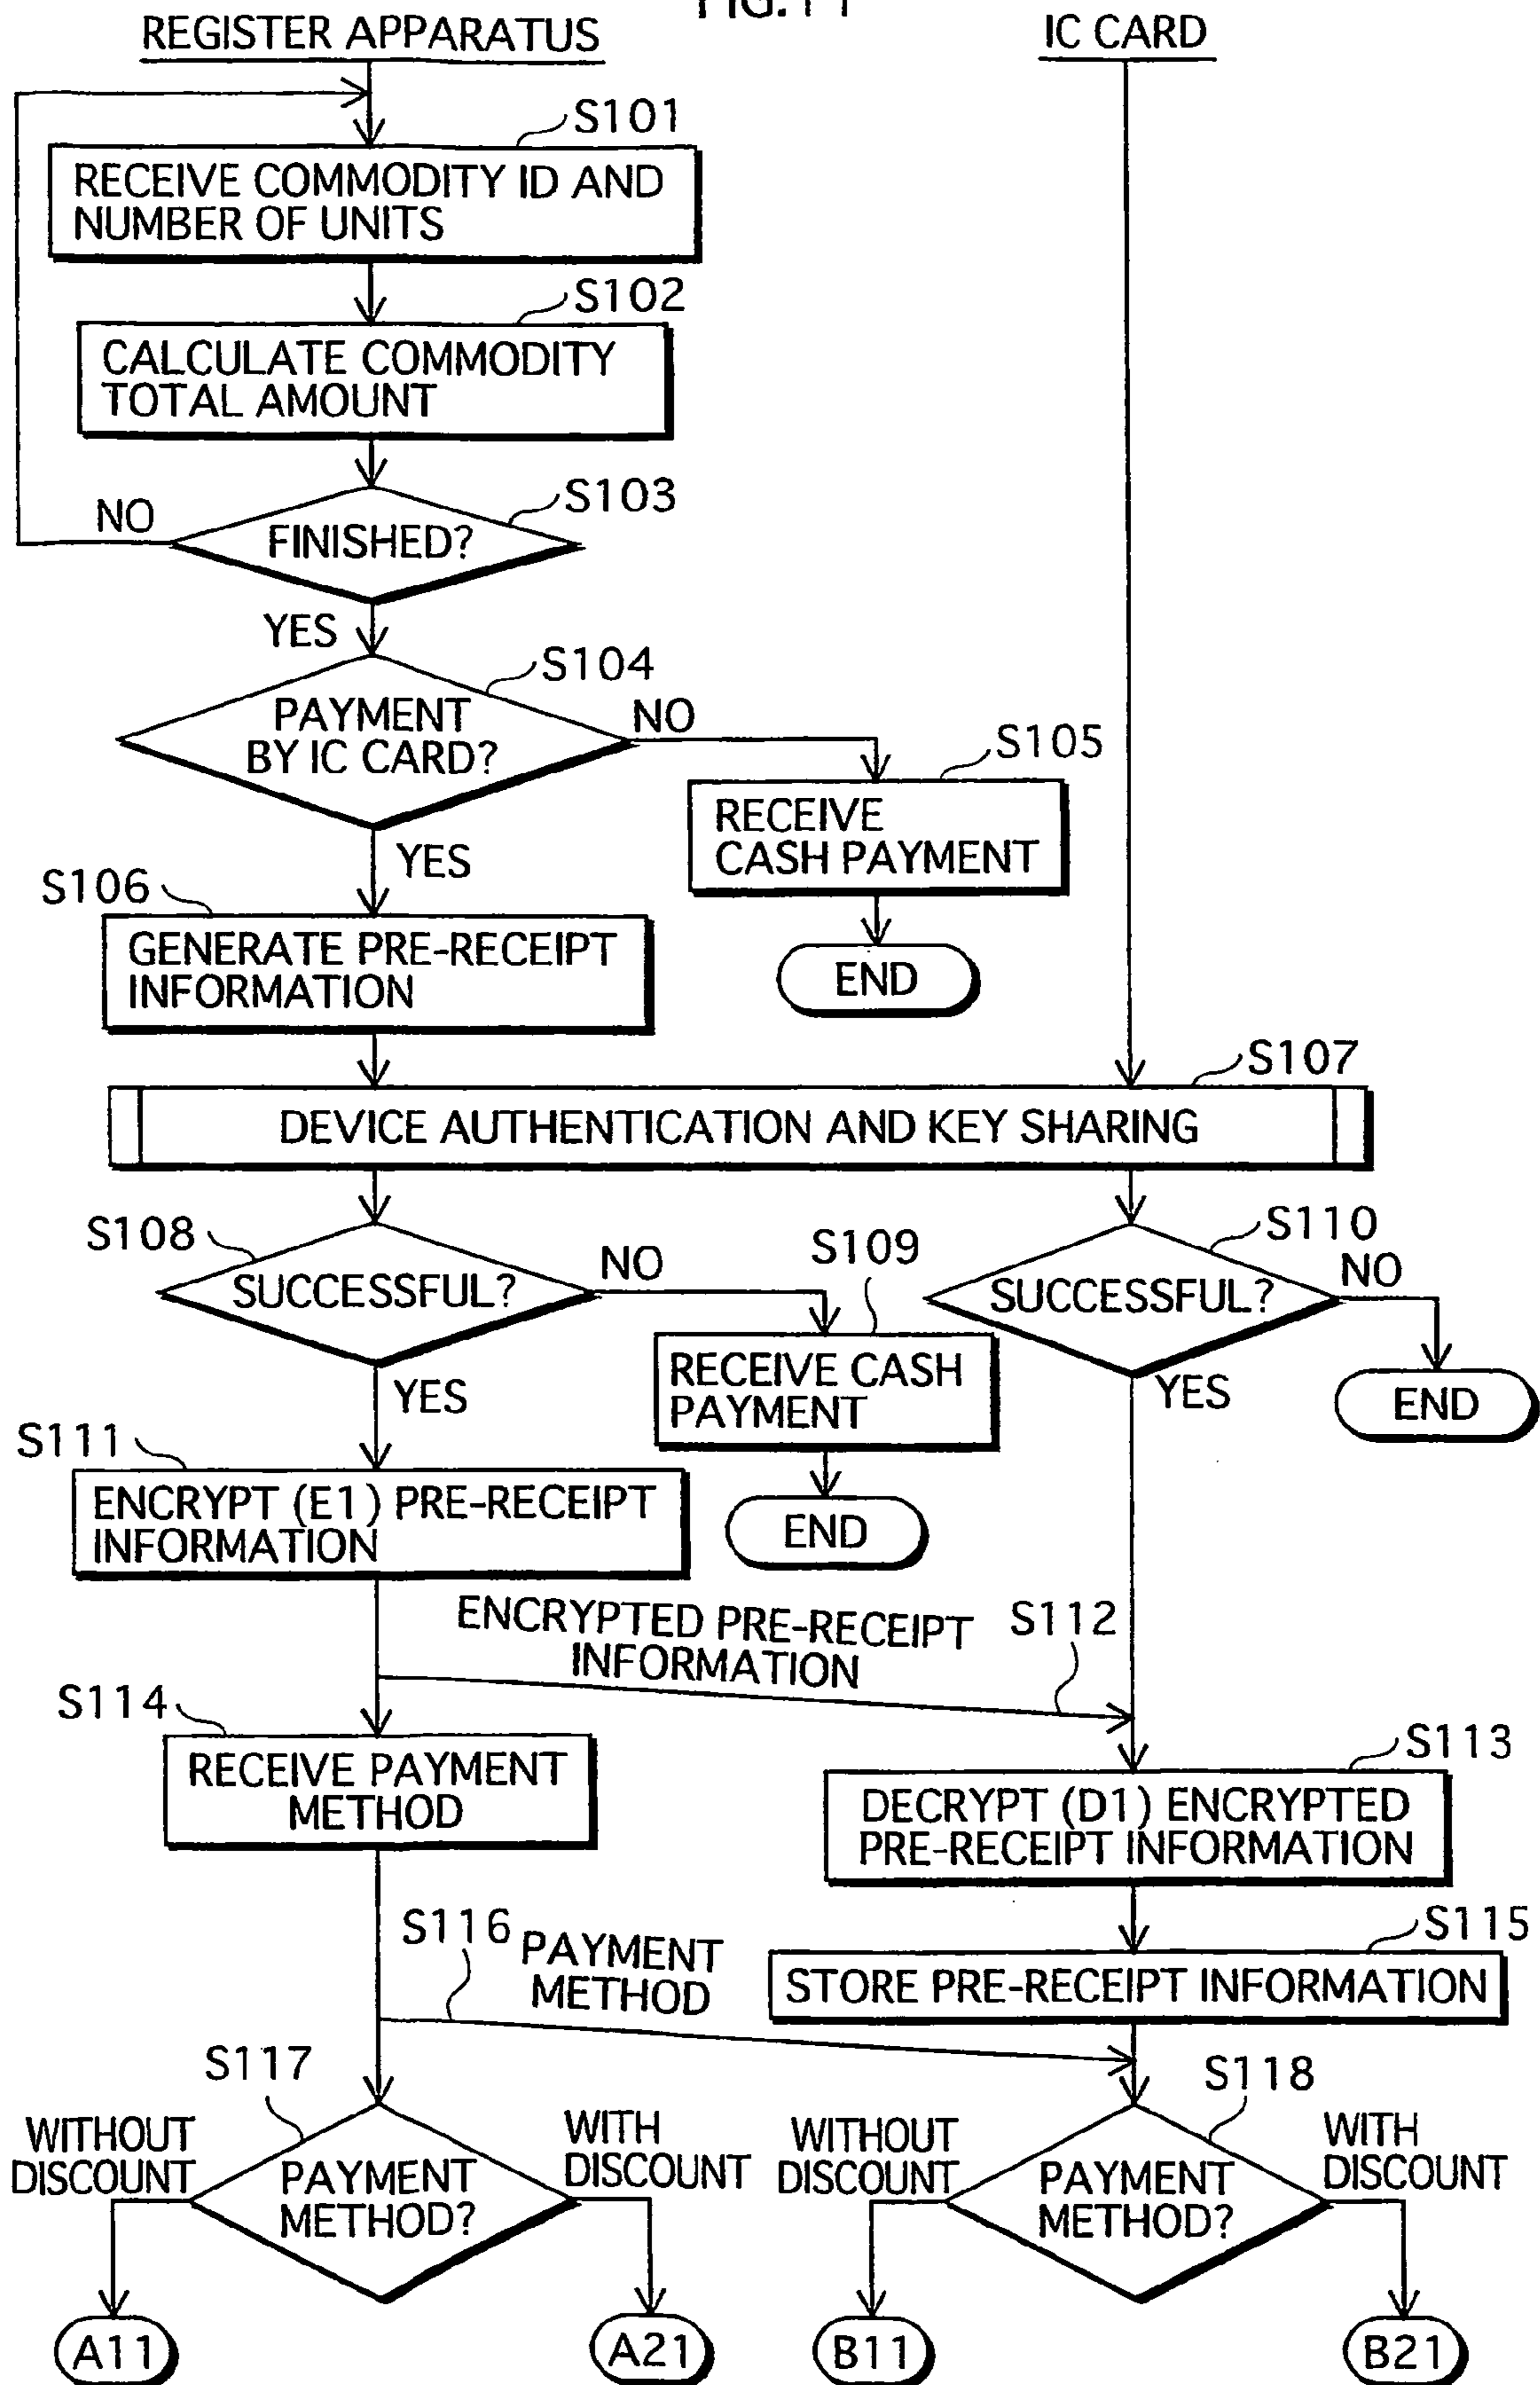 FIG.11
REGISTER APPARATUS
IC CARD
S101
RECEIVE COMMODITY ID AND
NUMBER OF UNITS
S102
CALCULATE COMMODITY
TOTAL AMOUNT
S103
NO
FINISHED?
YES
S104
PAYMENT
BY IC CARD?
NO
S105
RECEIVE
CASH PAYMENT
YES
S106
GENERATE PRE-RECEIPT
INFORMATION
END
S107
DEVICE AUTHENTICATION AND KEY SHARING
S108
SUCCESSFUL?
NO
S109
S110
SUCCESSFUL?
NO
RECEIVE CASH
PAYMENT
YES
YES
END
S111
ENCRYPT (E1) PRE-RECEIPT
INFORMATION
END
ENCRYPTED PRE-RECEIPT
INFORMATION
S112
S114
RECEIVE PAYMENT
METHOD
S113
DECRYPT (D1) ENCRYPTED
PRE-RECEIPT INFORMATION
S116
PAYMENT
METHOD
S115
STORE PRE-RECEIPT INFORMATION
S117
S118
WITHOUT
DISCOUNT
PAYMENT
METHOD?
WITH
DISCOUNT
WITHOUT
DISCOUNT
PAYMENT
METHOD?
WITH
DISCOUNT
A11
A21
B11
B21